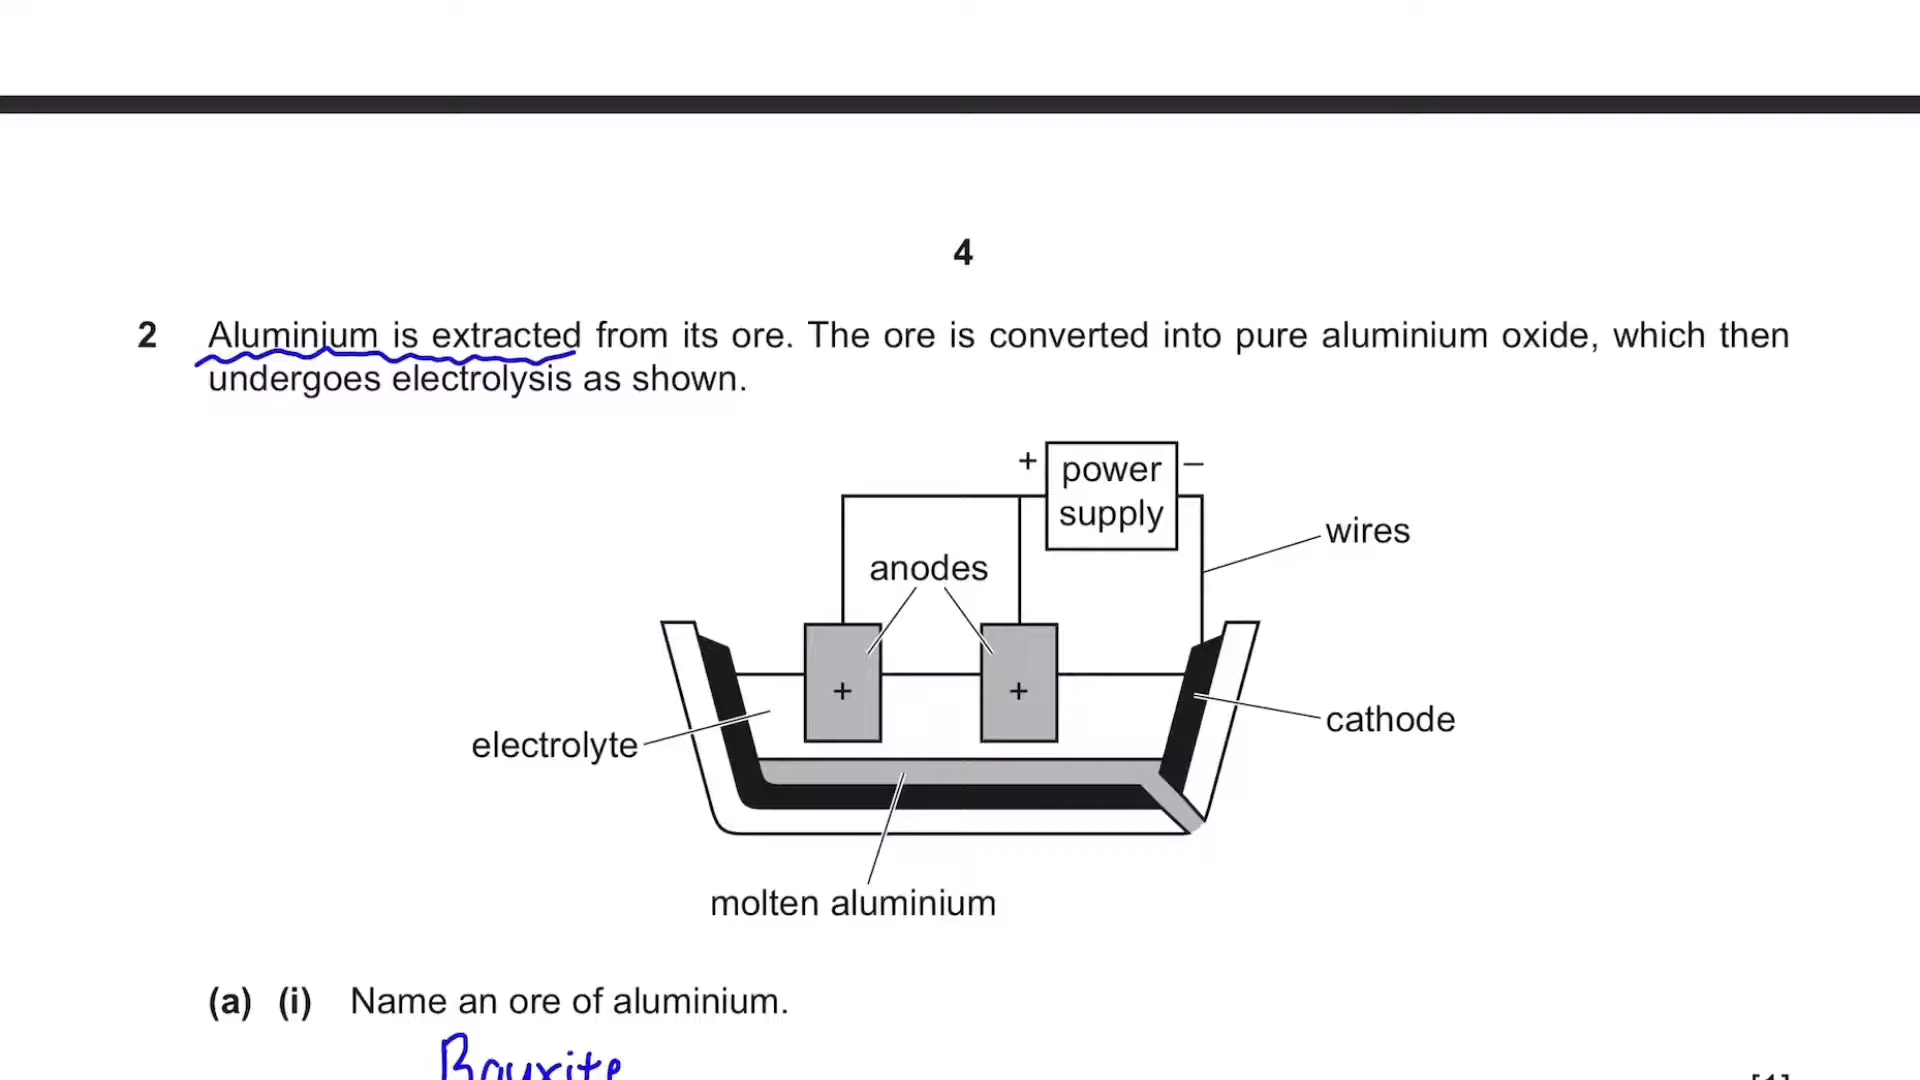 4
2 Aluminium is extracted from its ore. The ore is converted into pure aluminium oxide, which then
undergoes electrolysis as shown.
+ power –
supply
wires
anodes
+ +
cathode
electrolyte
molten aluminium
(a) (i) Name an ore of aluminium.
Bauxite
[1]